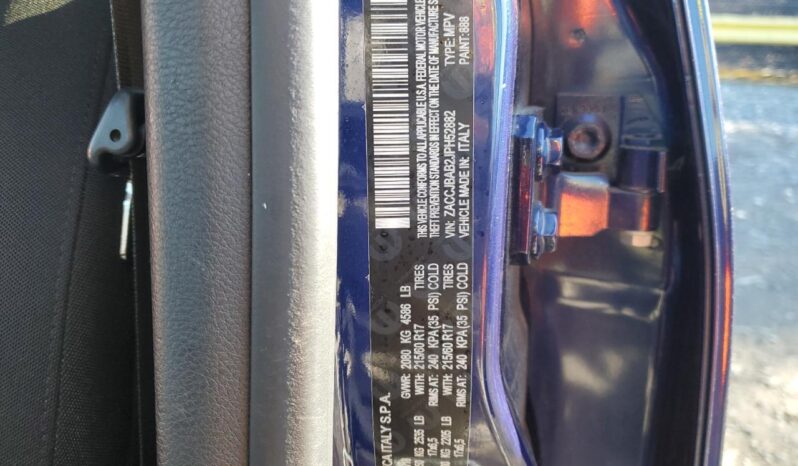 CA ITALY S.P.A.
GVWR: 2080 KG 4586 LB
KG 2535 LB WITH: 215/60 R17 TIRES
17x6,5 RIMS AT: 240 KPA (35 PSI) COLD
KG 2205 LB WITH: 215/60 R17 TIRES
17x6,5 RIMS AT: 240 KPA (35 PSI) COLD
THIS VEHICLE CONFORMS TO ALL APPLICABLE U.S.A. FEDERAL MOTOR VEHICLE
THEFT PREVENTION STANDARDS IN EFFECT ON THE DATE OF MANUFACTURE
VIN: ZACCJBAB2JPH52882 TYPE: MPV
VEHICLE MADE IN: ITALY PAINT: 888